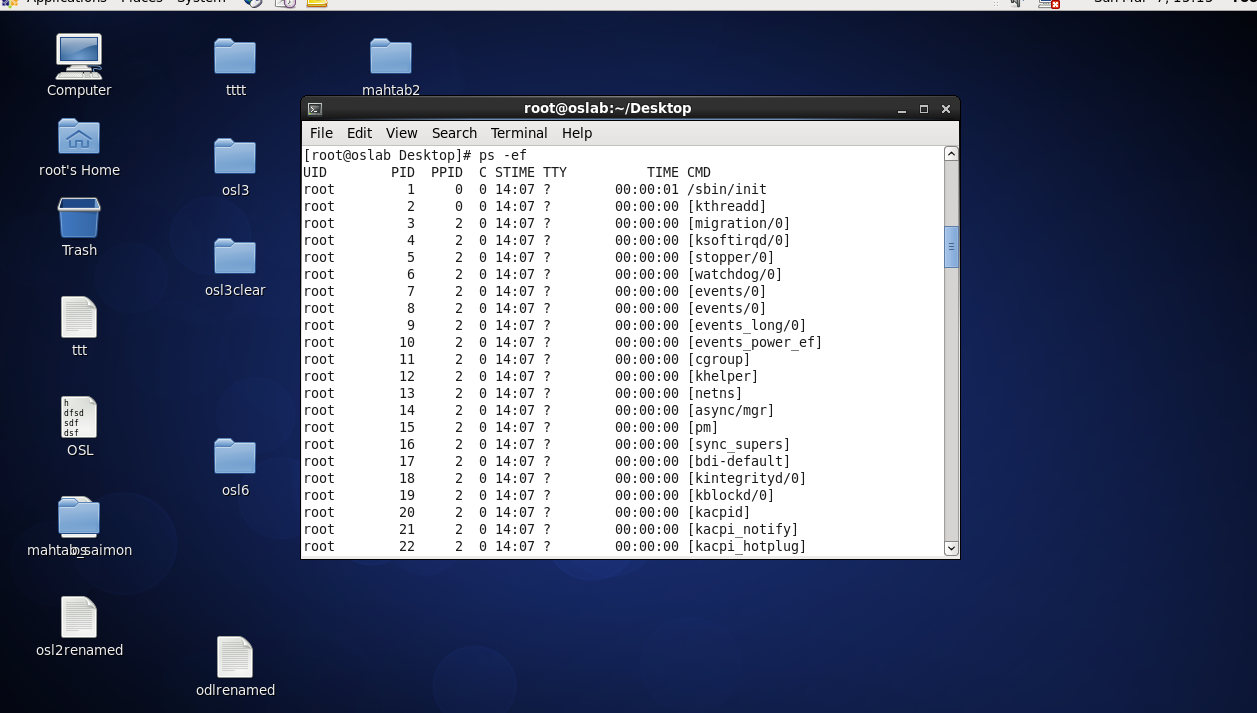 Applications Places System
Computer
root's Home
Trash
ttt
h
dfsd
sdf
dsf
OSL
mahtab_saimon
osl2renamed
tttt
osl3
osl3clear
osl6
odlrenamed
mahtab2
root@oslab:~/Desktop
File Edit View Search Terminal Help
[root@oslab Desktop]# ps -ef
UID        PID  PPID  C STIME TTY          TIME CMD
root         1     0  0 14:07 ?        00:00:01 /sbin/init
root         2     0  0 14:07 ?        00:00:00 [kthreadd]
root         3     2  0 14:07 ?        00:00:00 [migration/0]
root         4     2  0 14:07 ?        00:00:00 [ksoftirqd/0]
root         5     2  0 14:07 ?        00:00:00 [stopper/0]
root         6     2  0 14:07 ?        00:00:00 [watchdog/0]
root         7     2  0 14:07 ?        00:00:00 [events/0]
root         8     2  0 14:07 ?        00:00:00 [events/0]
root         9     2  0 14:07 ?        00:00:00 [events_long/0]
root        10     2  0 14:07 ?        00:00:00 [events_power_ef]
root        11     2  0 14:07 ?        00:00:00 [cgroup]
root        12     2  0 14:07 ?        00:00:00 [khelper]
root        13     2  0 14:07 ?        00:00:00 [netns]
root        14     2  0 14:07 ?        00:00:00 [async/mgr]
root        15     2  0 14:07 ?        00:00:00 [pm]
root        16     2  0 14:07 ?        00:00:00 [sync_supers]
root        17     2  0 14:07 ?        00:00:00 [bdi-default]
root        18     2  0 14:07 ?        00:00:00 [kintegrityd/0]
root        19     2  0 14:07 ?        00:00:00 [kblockd/0]
root        20     2  0 14:07 ?        00:00:00 [kacpid]
root        21     2  0 14:07 ?        00:00:00 [kacpi_notify]
root        22     2  0 14:07 ?        00:00:00 [kacpi_hotplug]